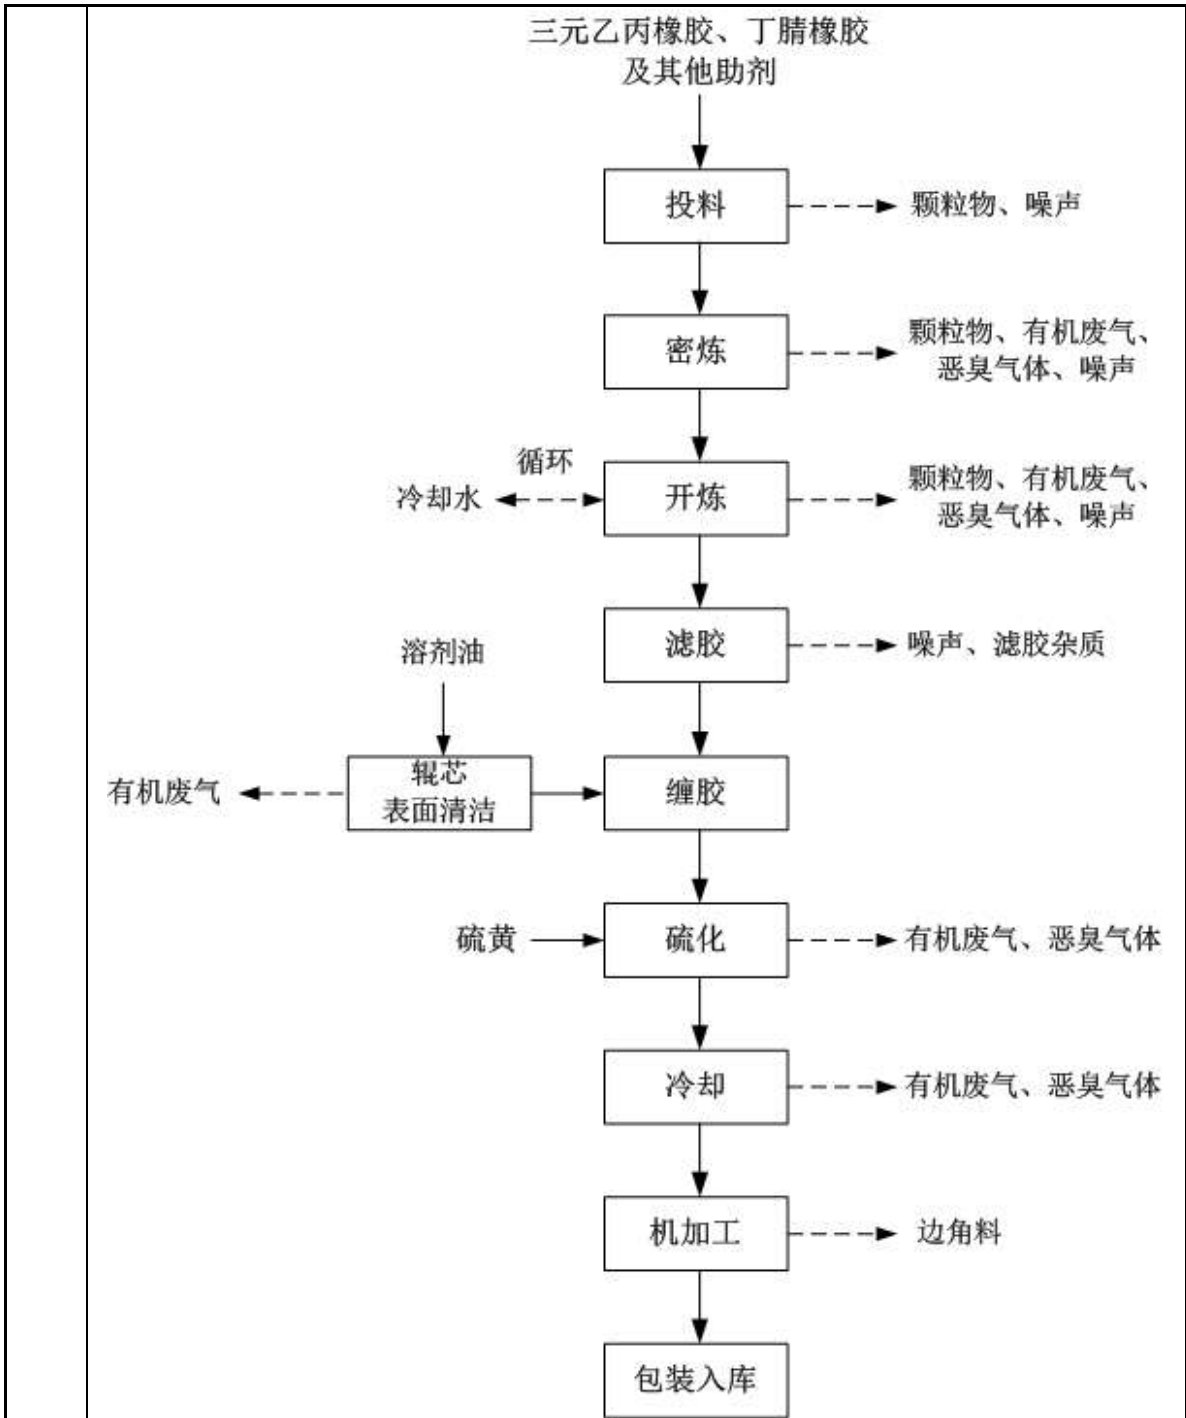 三元乙丙橡胶、丁腈橡胶
及其他助剂
投料
颗粒物、噪声
密炼
颗粒物、有机废气、
恶臭气体、噪声
循环
冷却水
开炼
颗粒物、有机废气、
恶臭气体、噪声
溶剂油
滤胶
噪声、滤胶杂质
有机废气
辊芯
表面清洁
缠胶
硫黄
硫化
有机废气、恶臭气体
冷却
有机废气、恶臭气体
机加工
边角料
包装入库